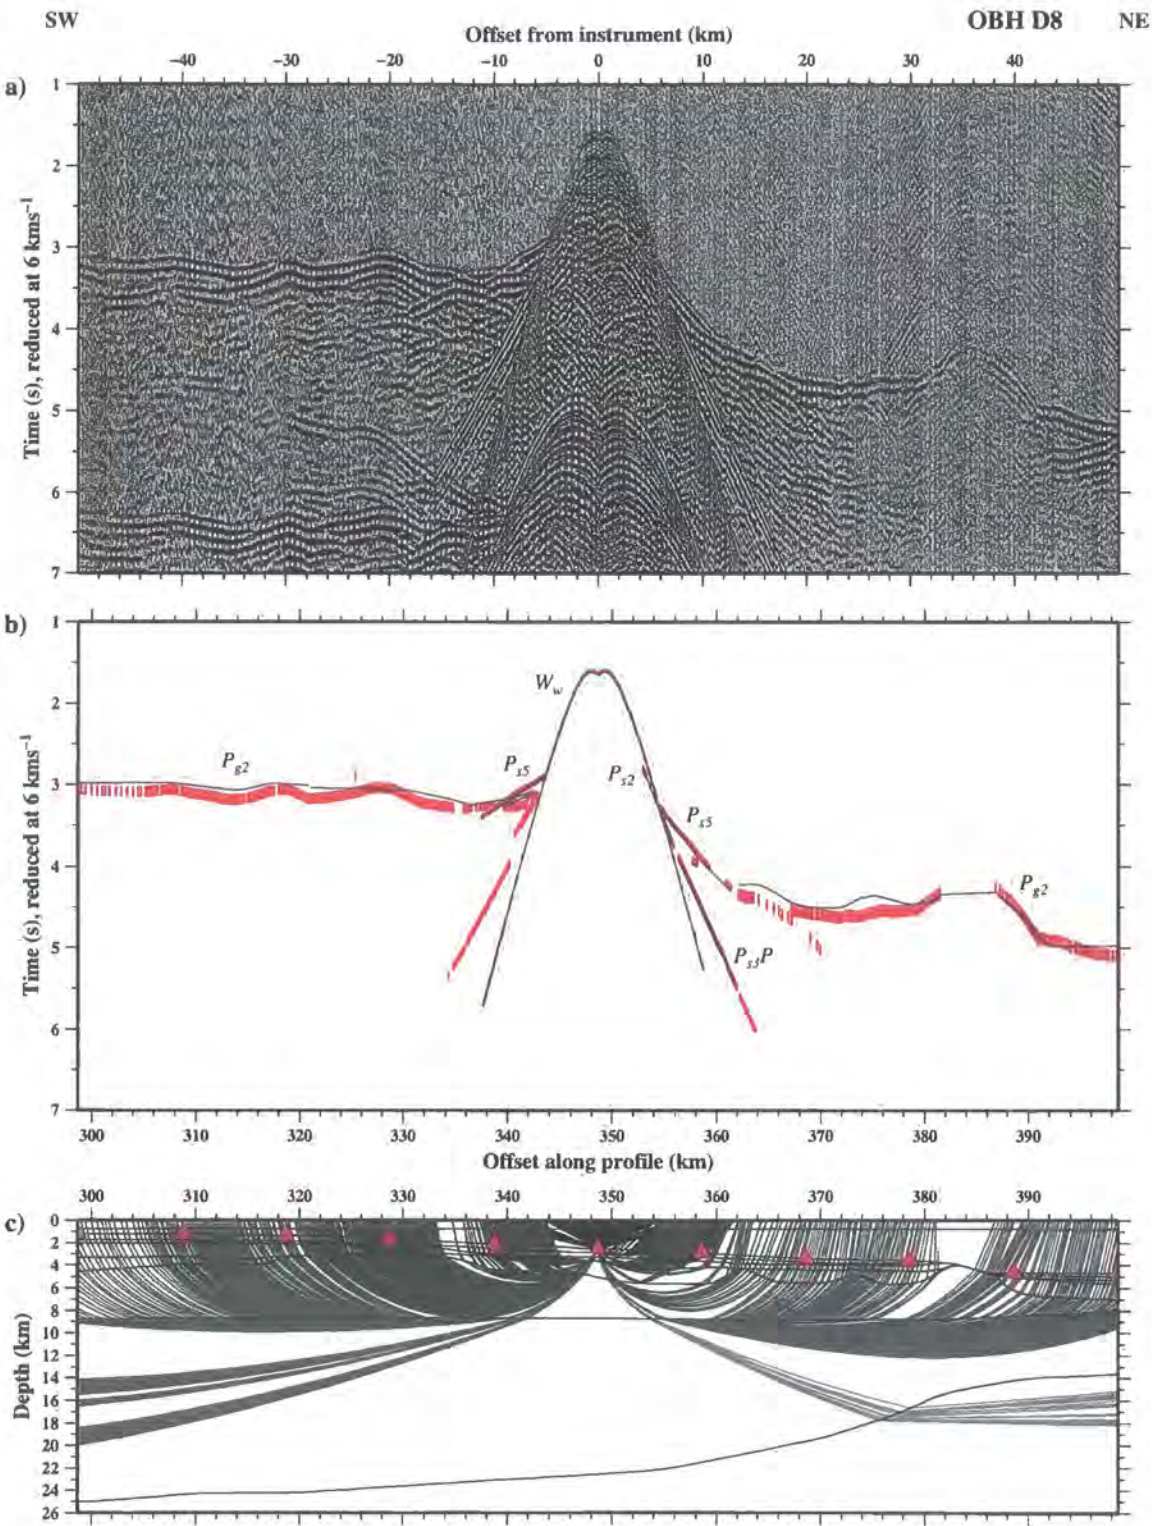 SW
OBH D8
NE
Offset from instrument (km)
−40 −30 −20 −10 0 10 20 30 40
a)
1
2
3
4
5
6
7
Time (s), reduced at 6 kms⁻¹
b)
1
2
3
4
5
6
7
Time (s), reduced at 6 kms⁻¹
W_w
P_g2
P_s5
P_s2
P_s5
P_g2
P_s3P
300 310 320 330 340 350 360 370 380 390
Offset along profile (km)
300 310 320 330 340 350 360 370 380 390
c)
0
2
4
6
8
10
12
14
16
18
20
22
24
26
Depth (km)